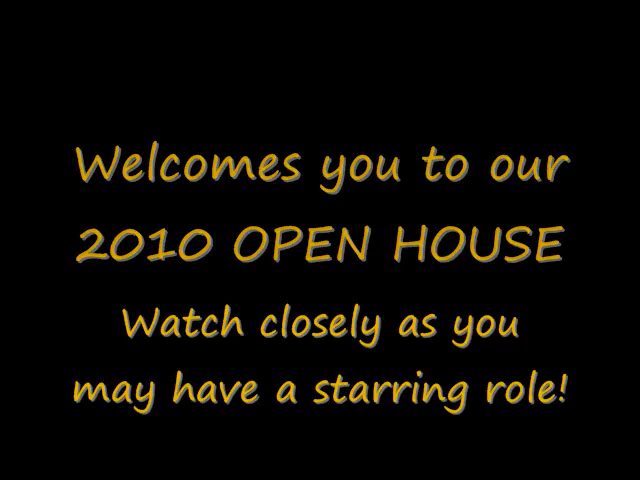 Welcomes you to our
2010 OPEN HOUSE
Watch closely as you
may have a starring role!